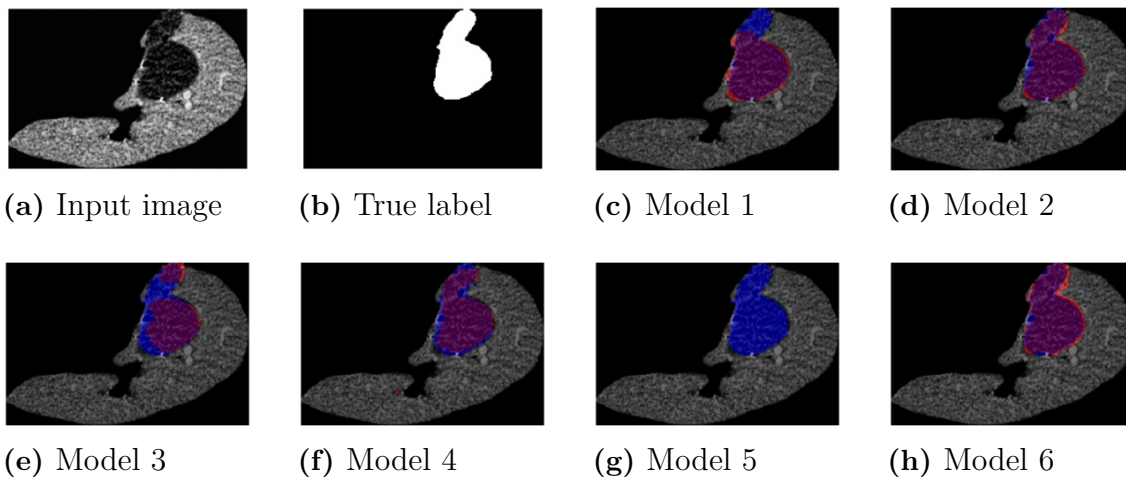 (a) Input image
(b) True label
(c) Model 1
(d) Model 2
(e) Model 3
(f) Model 4
(g) Model 5
(h) Model 6